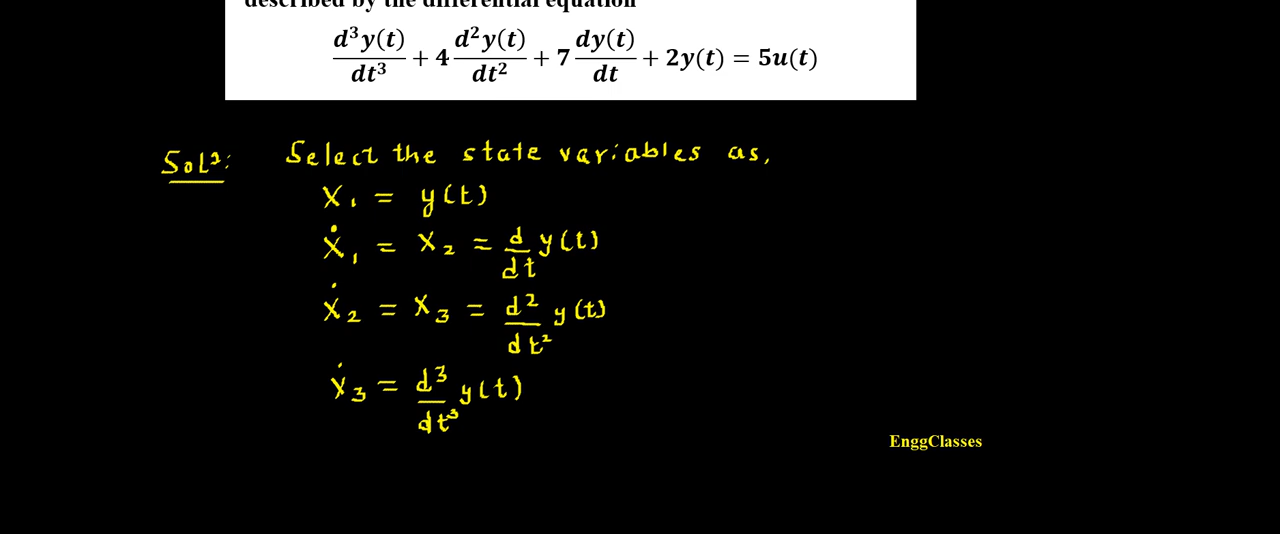 described by the differential equation
d³y(t)/dt³ + 4 d²y(t)/dt² + 7 dy(t)/dt + 2y(t) = 5u(t)
Solⁿ: Select the state variables as,
x₁ = y(t)
ẋ₁ = x₂ = d/dt y(t)
ẋ₂ = x₃ = d²/dt² y(t)
ẋ₃ = d³/dt³ y(t)
EnggClasses